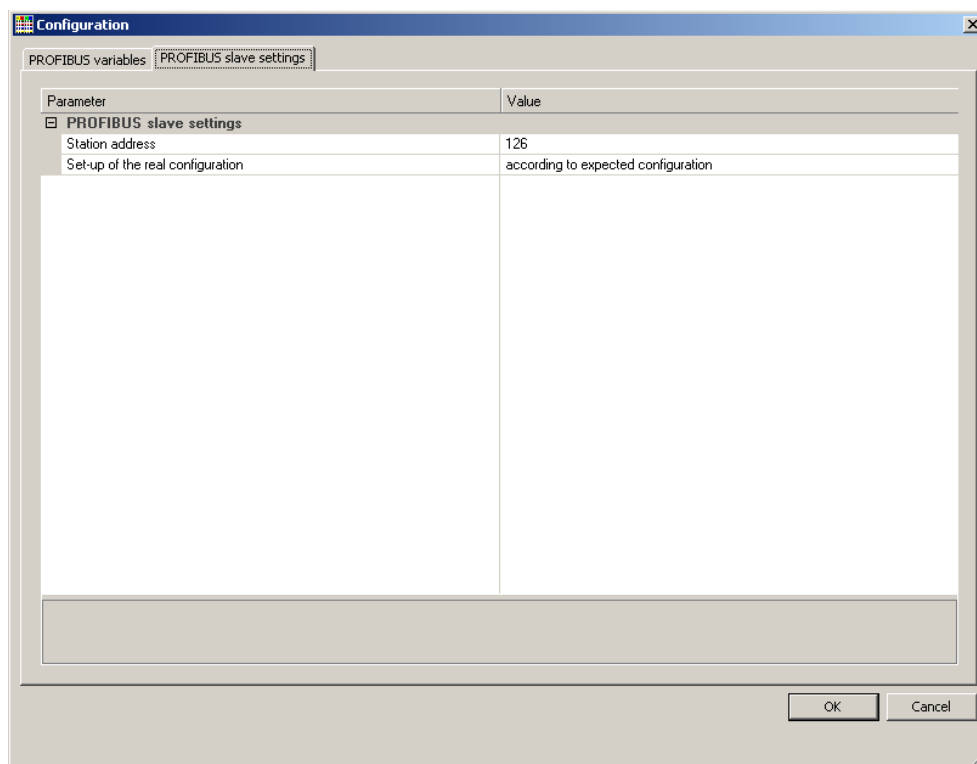 Configuration
PROFIBUS variables PROFIBUS slave settings
Parameter Value
PROFIBUS slave settings
Station address 126
Set-up of the real configuration according to expected configuration
OK Cancel